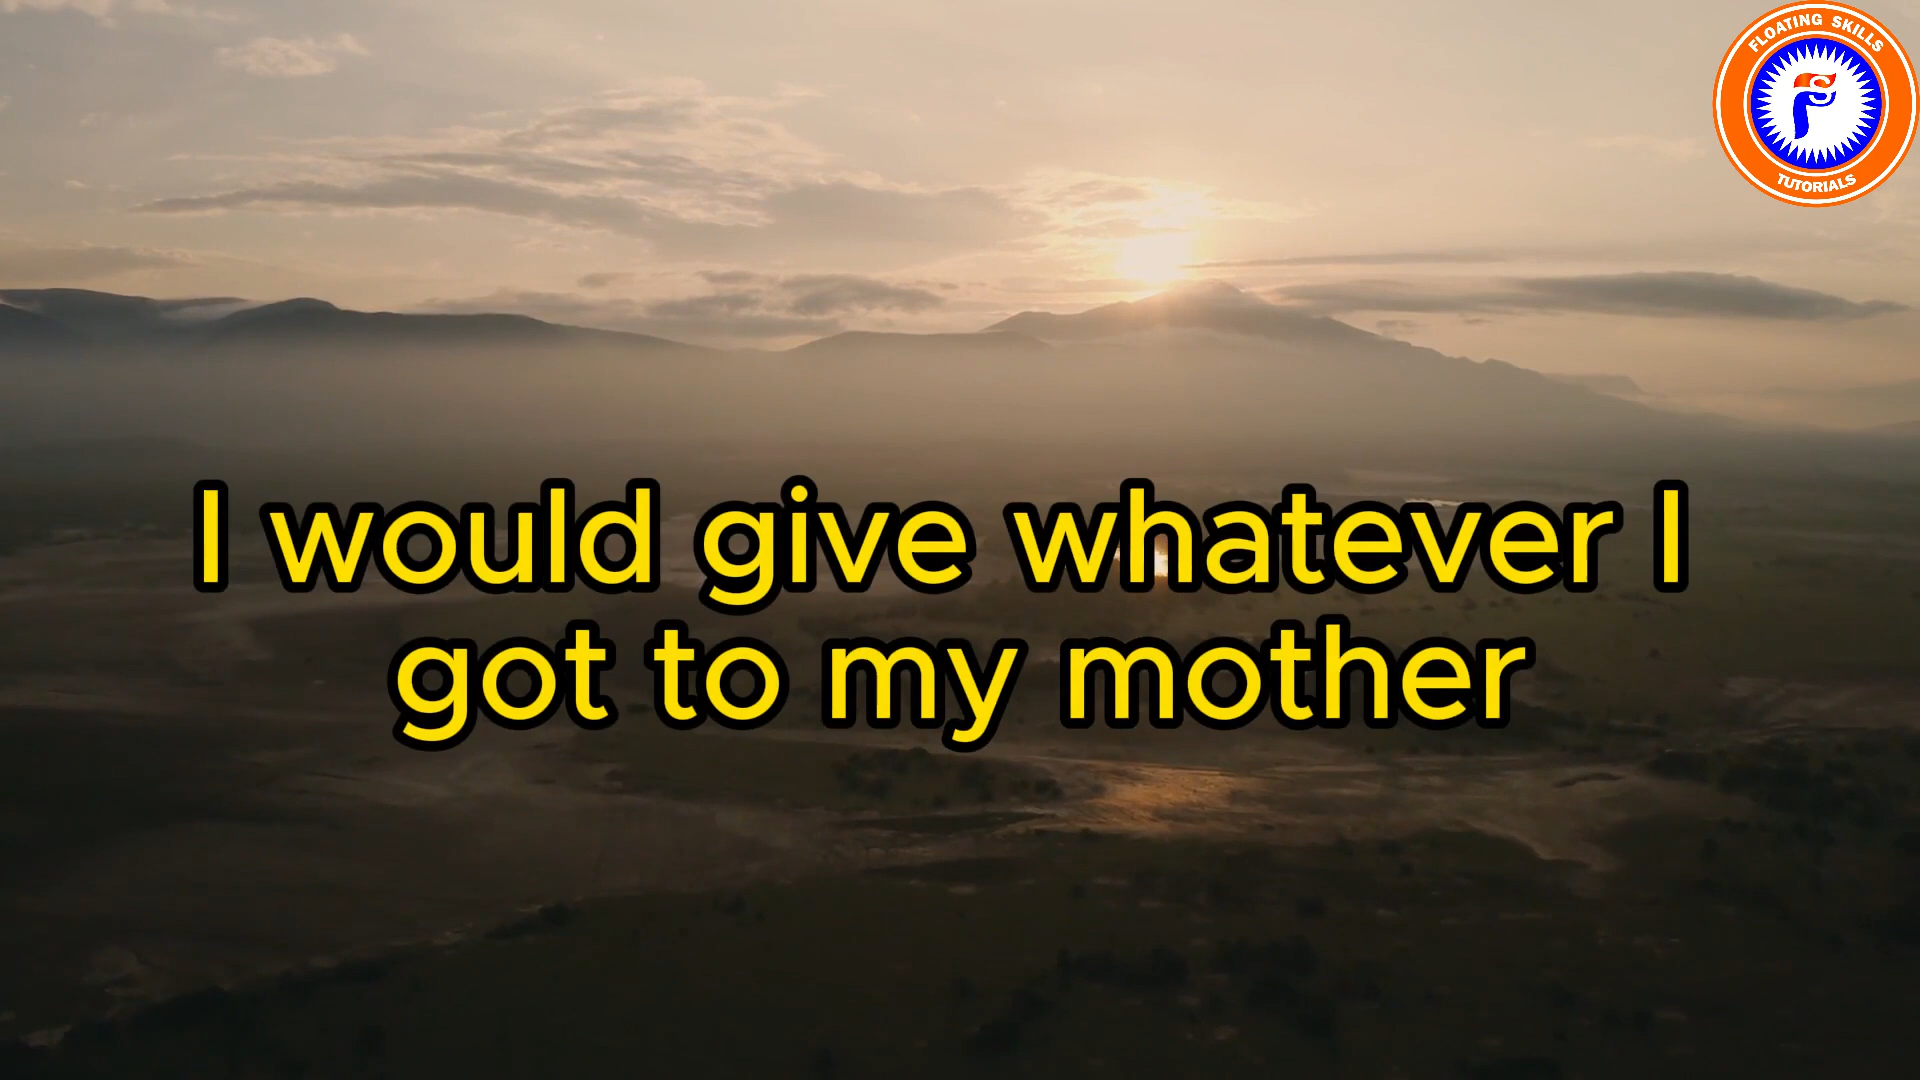 FLOATING SKILLS
F
TUTORIALS
I would give whatever I
got to my mother